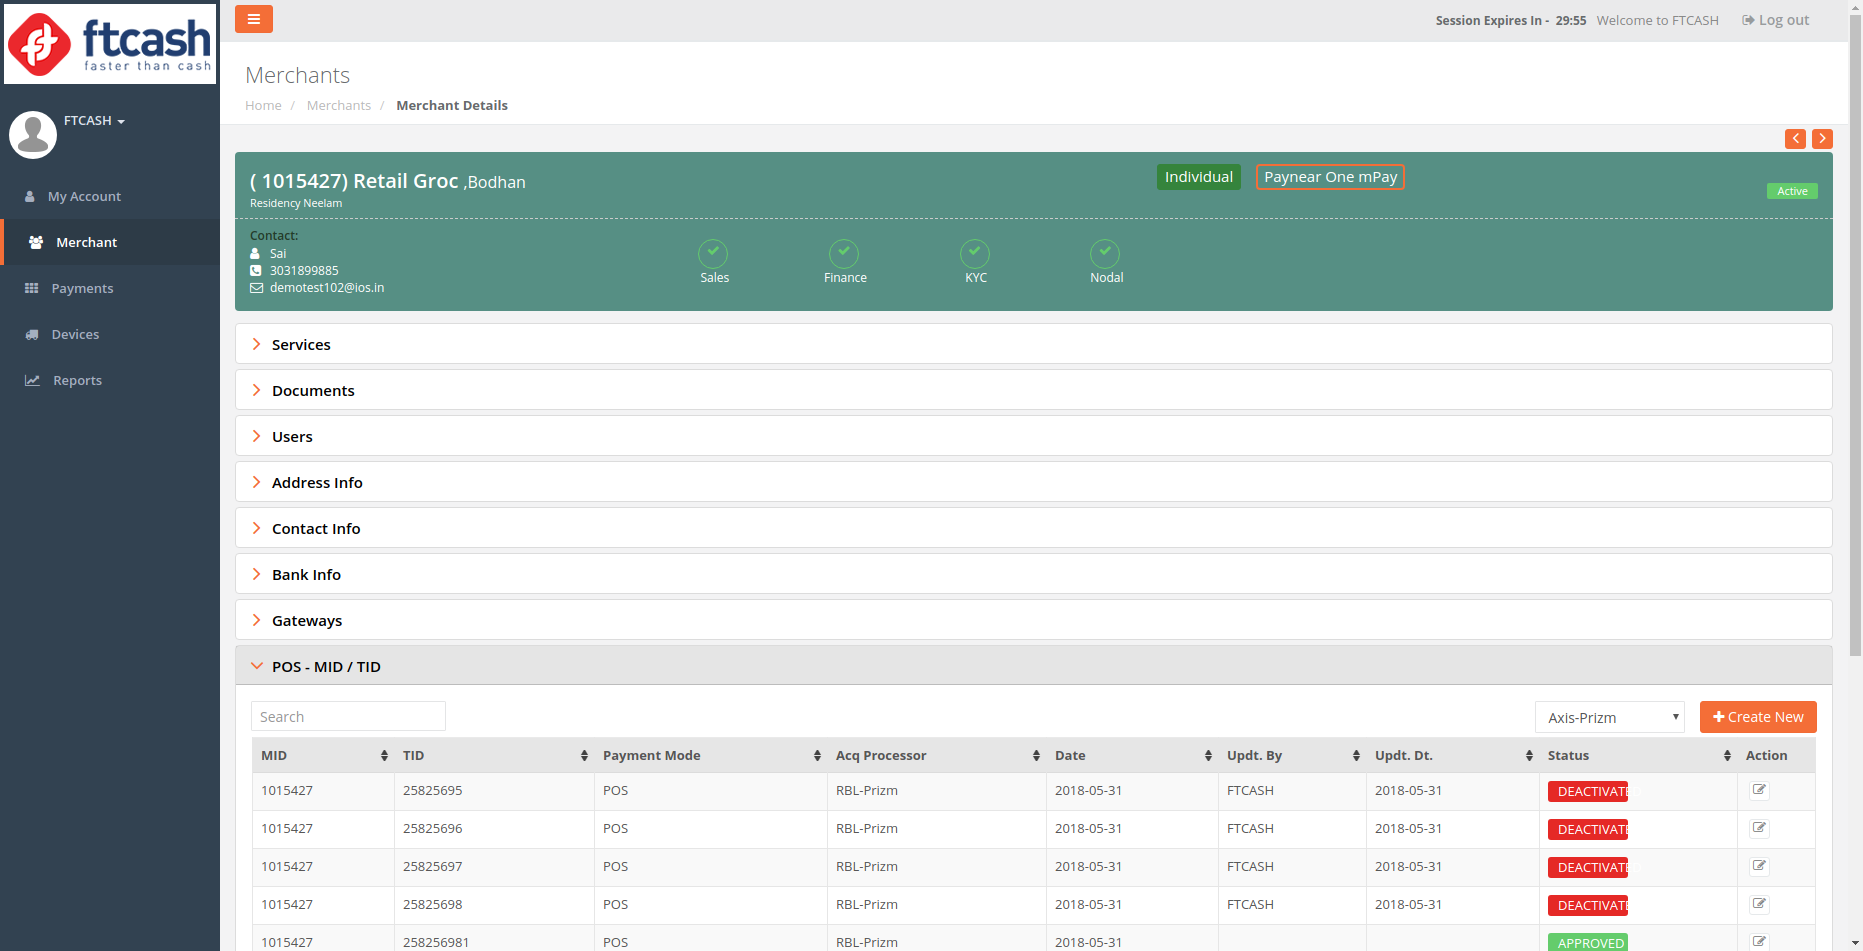 ftcash
faster than cash
Session Expires In - 29:55 Welcome to FTCASH Log out
FTCASH
My Account
Merchant
Payments
Devices
Reports
Merchants
Home / Merchants / Merchant Details
( 1015427) Retail Groc ,Bodhan
Residency Neelam
Individual
Paynear One mPay
Active
Contact:
Sai
3031899885
demotest102@ios.in
Sales Finance KYC Nodal
Services
Documents
Users
Address Info
Contact Info
Bank Info
Gateways
POS - MID / TID
Search
Axis-Prizm
Create New
MID TID Payment Mode Acq Processor Date Updt. By Updt. Dt. Status Action
1015427 25825695 POS RBL-Prizm 2018-05-31 FTCASH 2018-05-31 DEACTIVATE
1015427 25825696 POS RBL-Prizm 2018-05-31 FTCASH 2018-05-31 DEACTIVATE
1015427 25825697 POS RBL-Prizm 2018-05-31 FTCASH 2018-05-31 DEACTIVATE
1015427 25825698 POS RBL-Prizm 2018-05-31 FTCASH 2018-05-31 DEACTIVATE
1015427 258256981 POS RBL-Prizm 2018-05-31 APPROVED